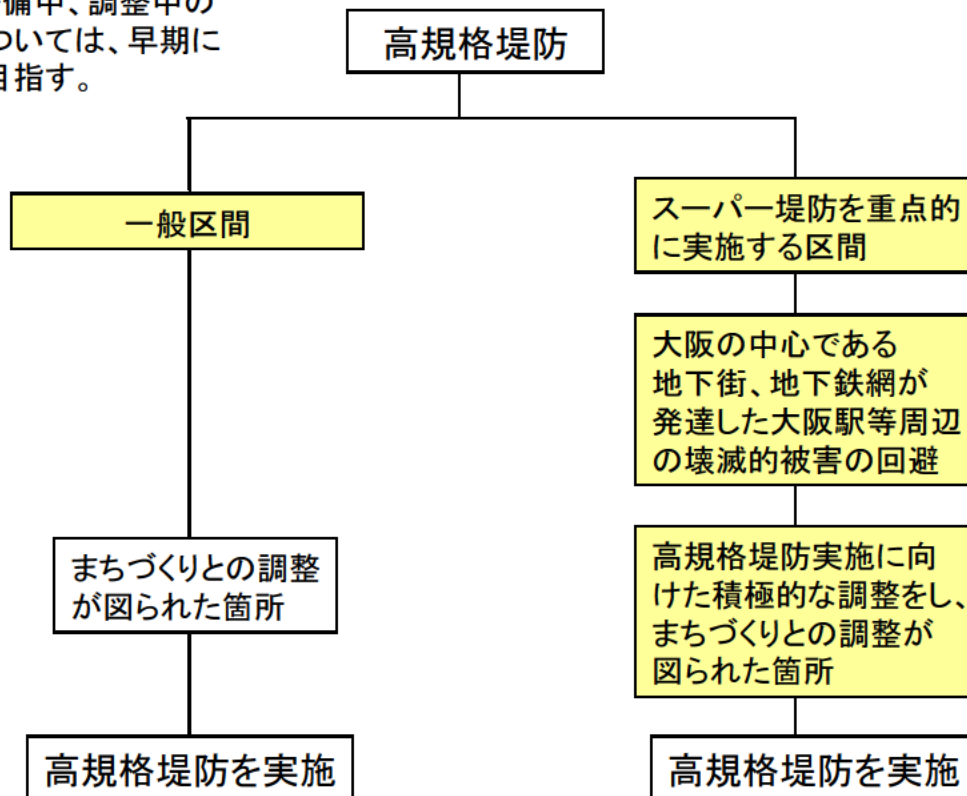 備中、調整中の
ついては、早期に
目指す。
高規格堤防
一般区間
スーパー堤防を重点的
に実施する区間
大阪の中心である
地下街、地下鉄網が
発達した大阪駅等周辺
の壊滅的被害の回避
まちづくりとの調整
が図られた箇所
高規格堤防実施に向
けた積極的な調整をし、
まちづくりとの調整が
図られた箇所
高規格堤防を実施
高規格堤防を実施